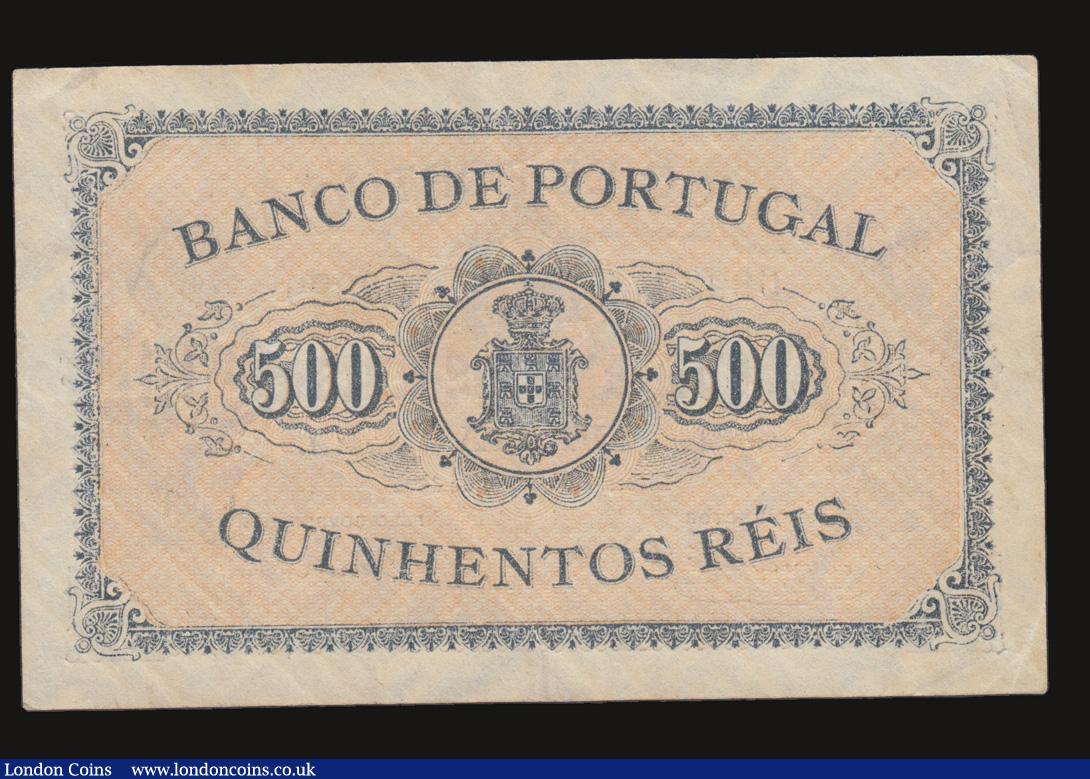 BANCO DE PORTUGAL
500 500
QUINHENTOS RÉIS
London Coins www.londoncoins.co.uk